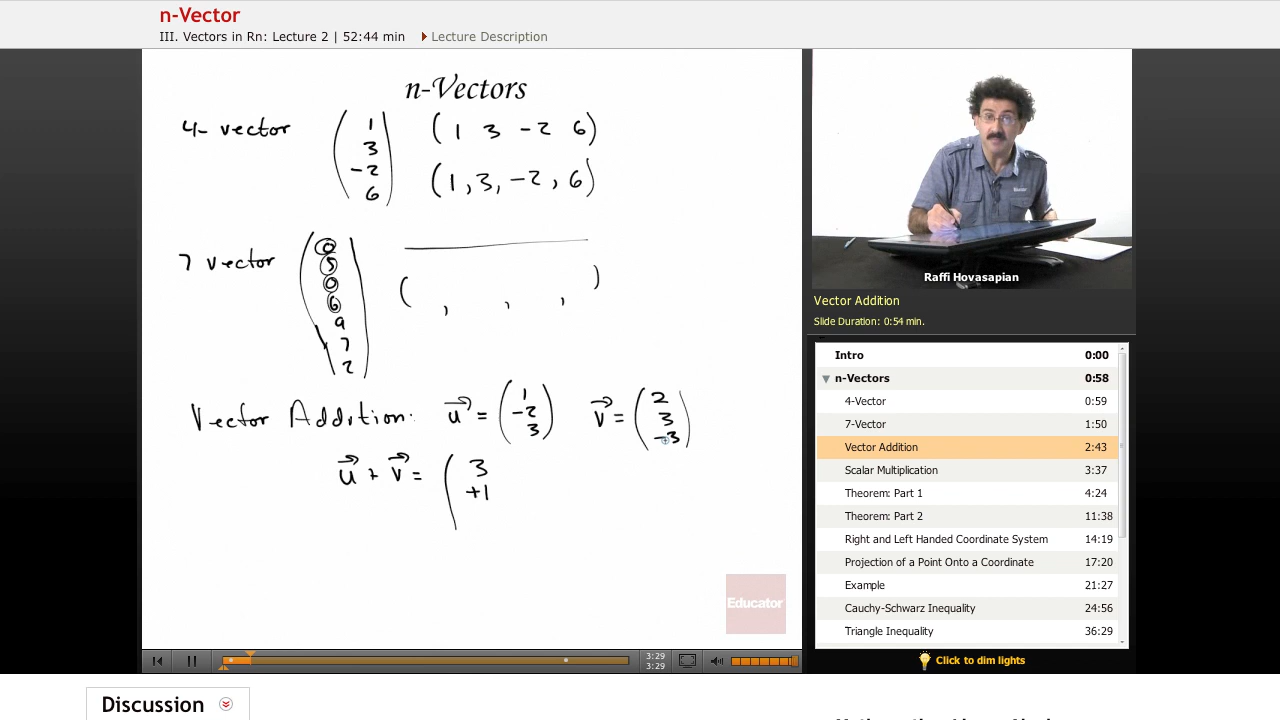 n-Vector
III. Vectors in Rn: Lecture 2 | 52:44 min Lecture Description
n-Vectors
4- vector
1
3
-2
6
(1 3 -2 6)
(1, 3, -2, 6)
7 vector
0
5
0
6
9
7
2
( , , , )
Vector Addition: u = (1 -2 3) v = (2 3 -3)
u + v = (3 +1
Educator
3:29
3:29
Raffi Hovasapian
Vector Addition
Slide Duration: 0:54 min.
Intro 0:00
n-Vectors 0:58
4-Vector 0:59
7-Vector 1:50
Vector Addition 2:43
Scalar Multiplication 3:37
Theorem: Part 1 4:24
Theorem: Part 2 11:38
Right and Left Handed Coordinate System 14:19
Projection of a Point Onto a Coordinate 17:20
Example 21:27
Cauchy-Schwarz Inequality 24:56
Triangle Inequality 36:29
Click to dim lights
Discussion